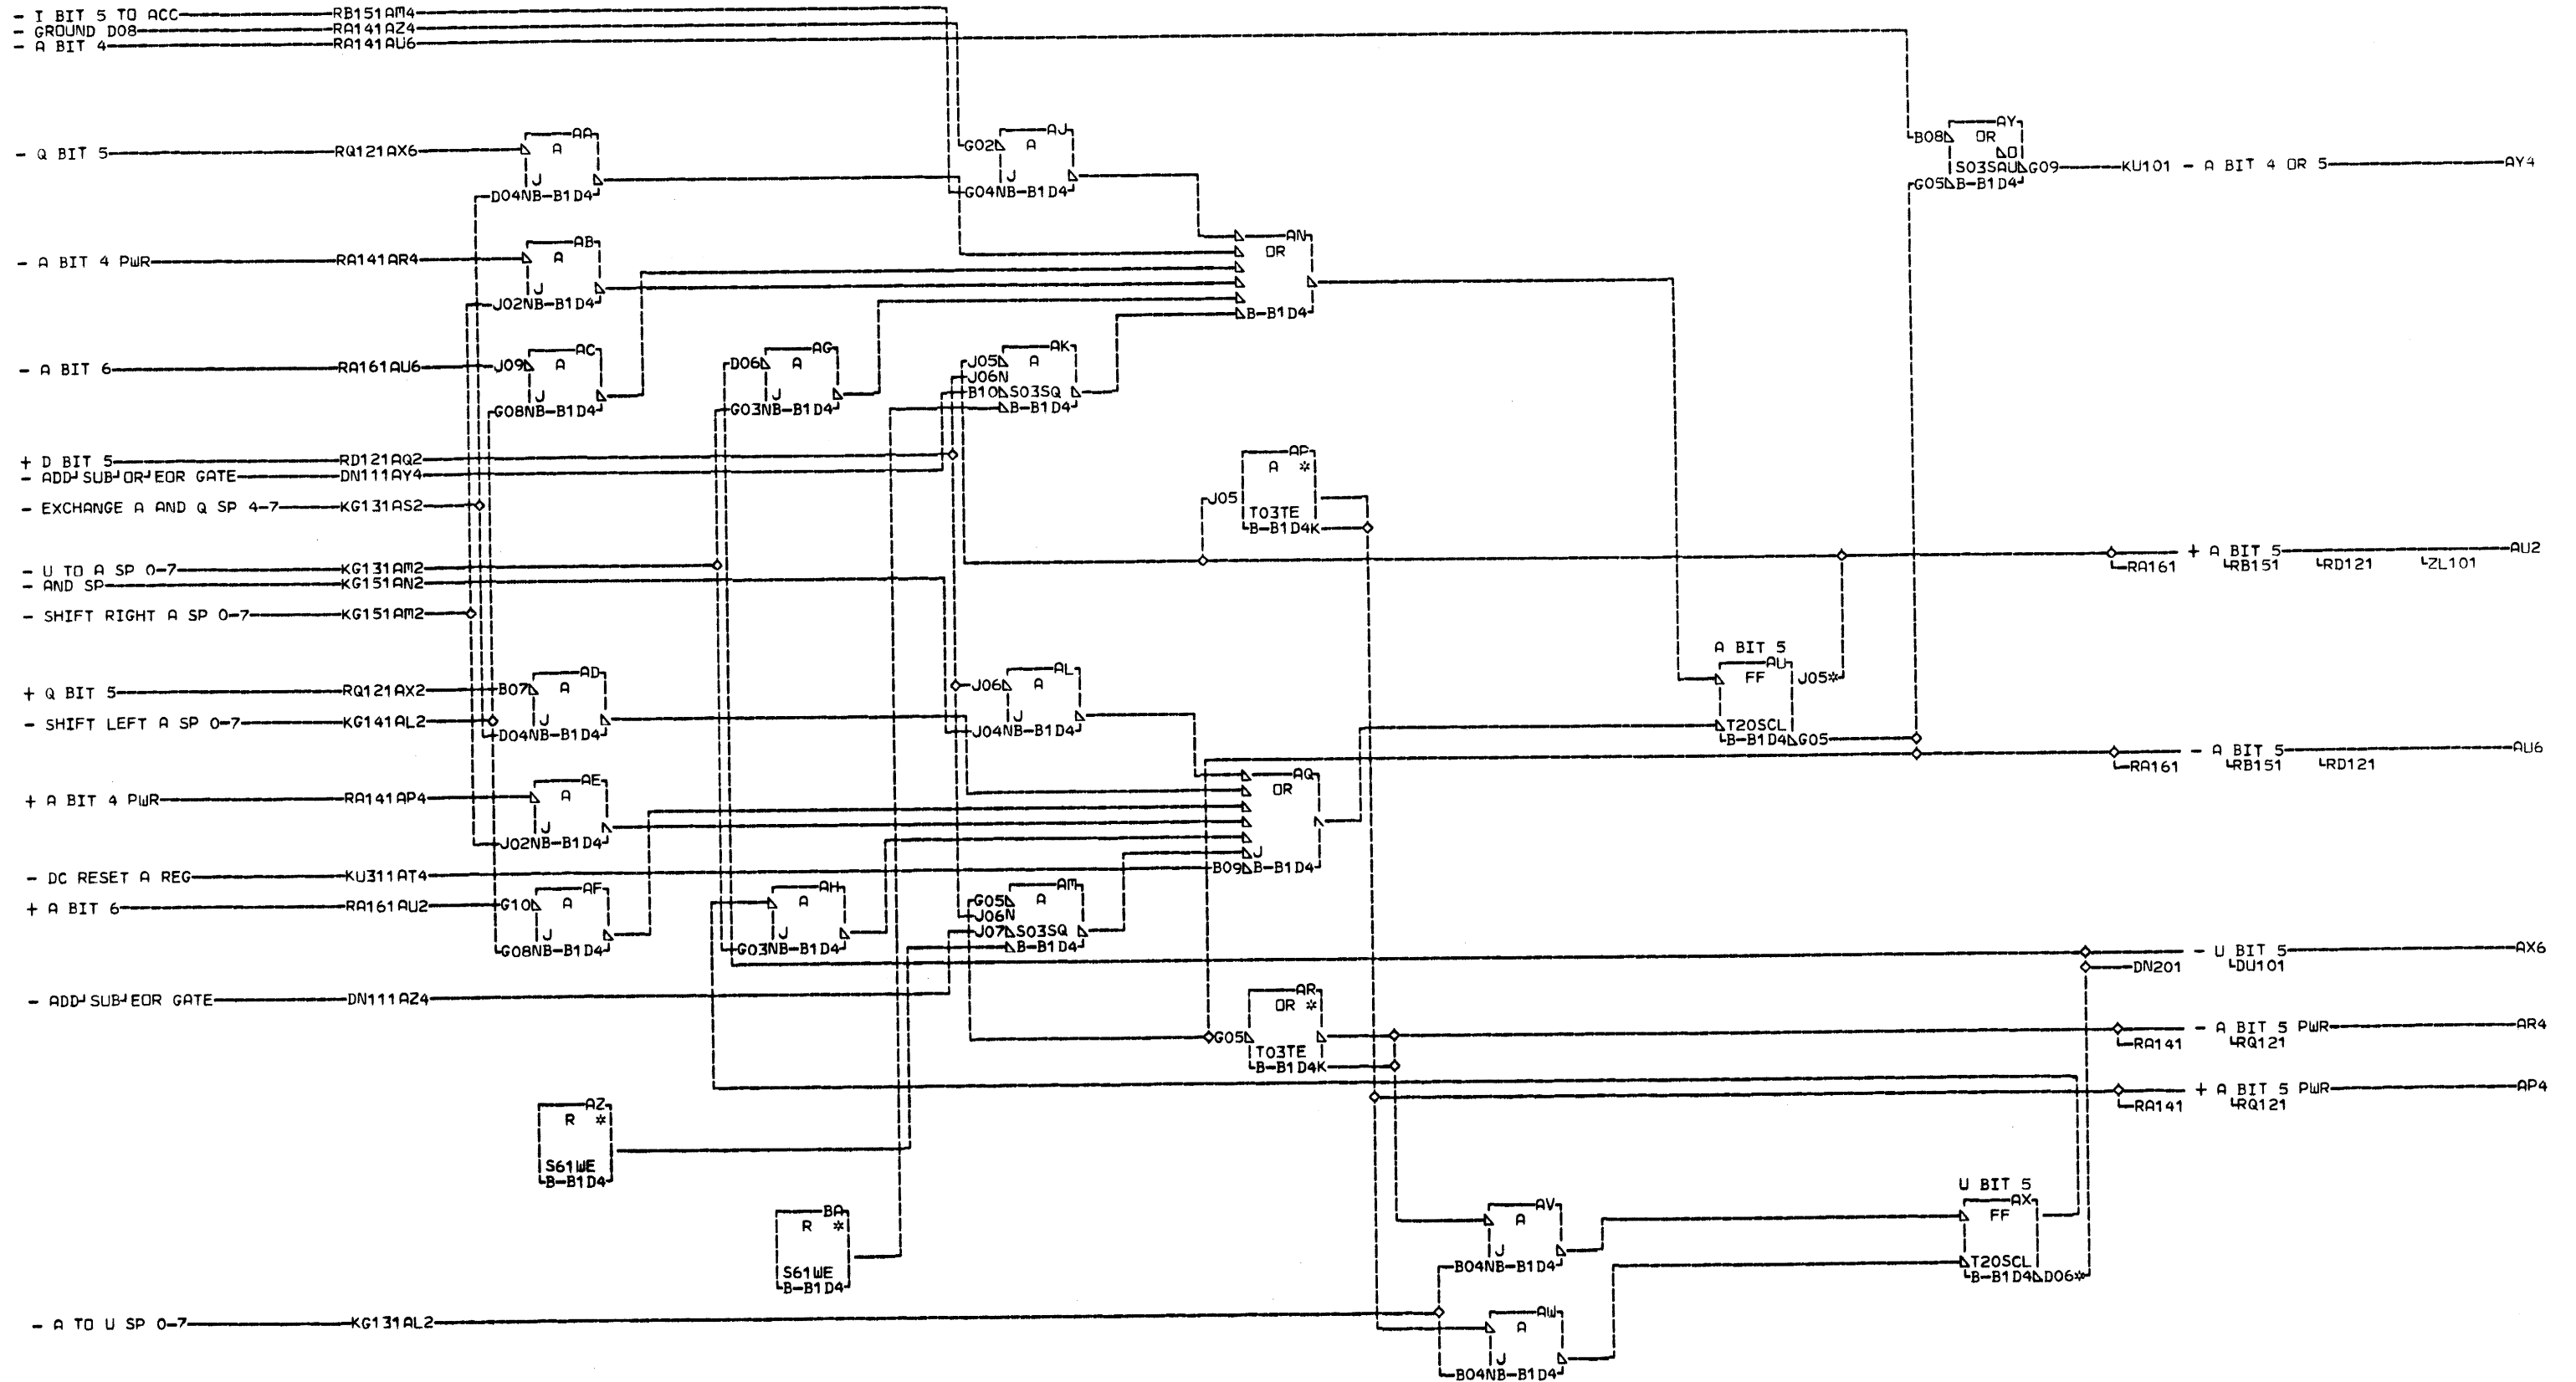 - I BIT 5 TO ACC RB151AM4
- GROUND D08 RA141AZ4
- A BIT 4 RA141AU6
AA
AJ
AY
- Q BIT 5 RQ121AX6
A
G02 A
B08 OR
O
S03SAU G09 KU101 - A BIT 4 OR 5 AY4
J
J
D04NB-B1D4
G04NB-B1D4
G05 B-B1D4
AB
AN
- A BIT 4 PWR RA141AR4
A
OR
J
J02NB-B1D4
B-B1D4
AC
AG
AK
- A BIT 6 RA161AU6 J09 A
D06 A
J05 A
J06N
B10 S03SQ
J
J
G08NB-B1D4
G03NB-B1D4
B-B1D4
+ D BIT 5 RD121AQ2
- ADD SUB OR EOR GATE DN111AY4
AP
A *
- EXCHANGE A AND Q SP 4-7 KG131AS2
J05
T03TE
B-B1D4K
- U TO A SP 0-7 KG131AM2
- AND SP KG151AN2
+ A BIT 5 AU2
RA161 RB151 RD121 ZL101
- SHIFT RIGHT A SP 0-7 KG151AM2
A BIT 5
AD
AL
AU
+ Q BIT 5 RQ121AX2 B07 A
J06 A
FF J05*
- SHIFT LEFT A SP 0-7 KG141AL2
J
J
D04NB-B1D4
J04NB-B1D4
T20SCL
B-B1D4 G05
- A BIT 5 AU6
RA161 RB151 RD121
AE
AQ
+ A BIT 4 PWR RA141AP4
A
OR
J
J02NB-B1D4
J
B09 B-B1D4
- DC RESET A REG KU311AT4
AF
AH
AM
+ A BIT 6 RA161AU2 G10 A
A
G05 A
J06N
J07 S03SQ
J
J
G08NB-B1D4
G03NB-B1D4
B-B1D4
- U BIT 5 AX6
DN201 DU101
- ADD SUB EOR GATE DN111AZ4
AR
OR *
G05
T03TE
B-B1D4K
- A BIT 5 PWR AR4
RA141 RQ121
+ A BIT 5 PWR AP4
RA141 RQ121
AZ
R *
S61WE
B-B1D4
BA
R *
S61WE
B-B1D4
U BIT 5
AV
AX
A
FF
J
B04NB-B1D4
T20SCL
B-B1D4 D06*
- A TO U SP 0-7 KG131AL2
AW
A
J
B04NB-B1D4